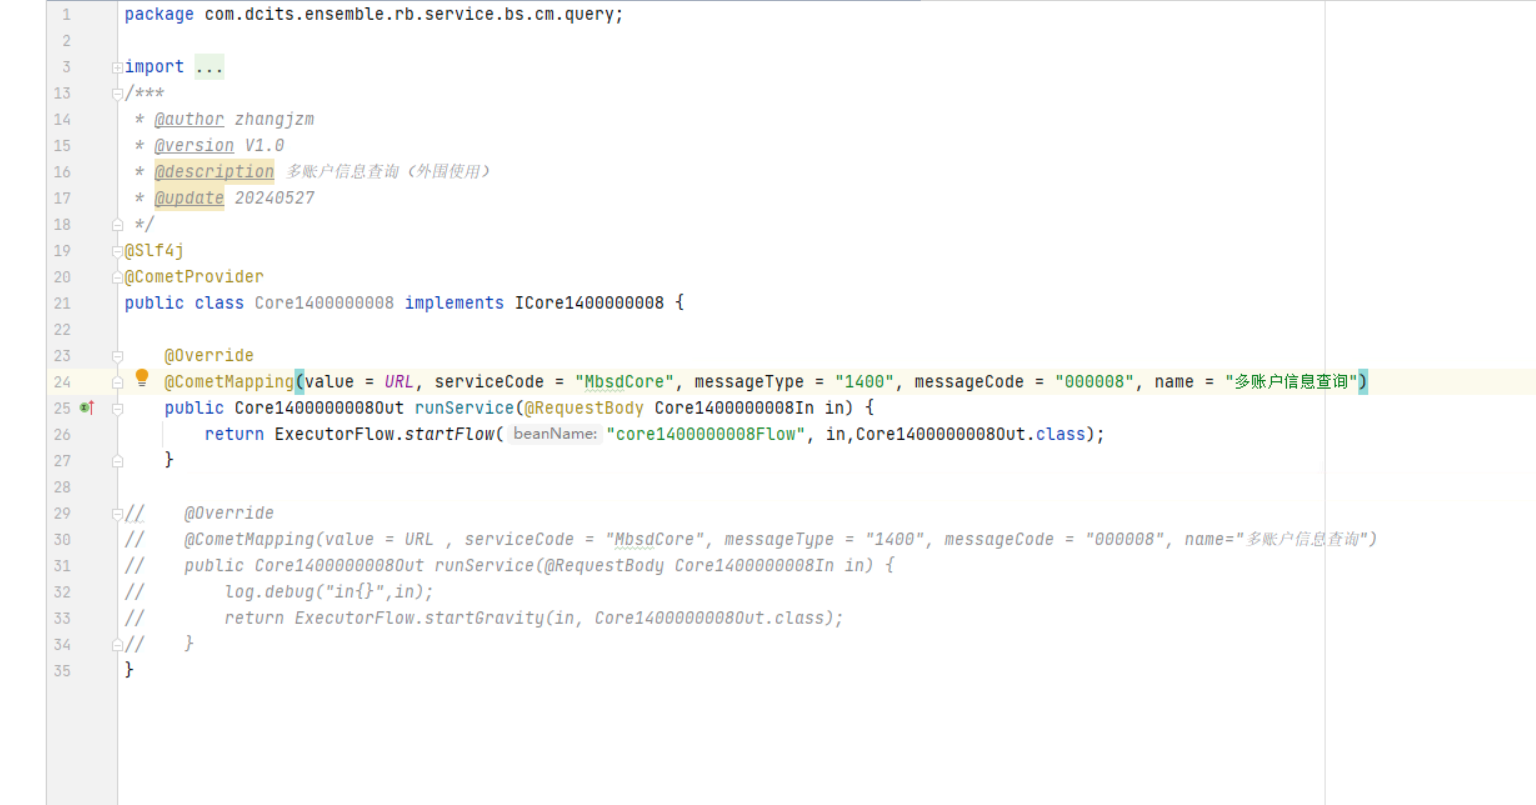 1 package com.dcits.ensemble.rb.service.bs.cm.query;
2
3 import ...
13 /***
14 * @author zhangjzm
15 * @version V1.0
16 * @description 多账户信息查询（外围使用）
17 * @update 20240527
18 */
19 @Slf4j
20 @CometProvider
21 public class Core1400000008 implements ICore1400000008 {
22
23 @Override
24 @CometMapping(value = URL, serviceCode = "MbsdCore", messageType = "1400", messageCode = "000008", name = "多账户信息查询")
25 public Core1400000008Out runService(@RequestBody Core1400000008In in) {
26 return ExecutorFlow.startFlow( beanName: "core1400000008Flow", in,Core1400000008Out.class);
27 }
28
29 // @Override
30 // @CometMapping(value = URL , serviceCode = "MbsdCore", messageType = "1400", messageCode = "000008", name="多账户信息查询")
31 // public Core1400000008Out runService(@RequestBody Core1400000008In in) {
32 // log.debug("in{}",in);
33 // return ExecutorFlow.startGravity(in, Core1400000008Out.class);
34 // }
35 }